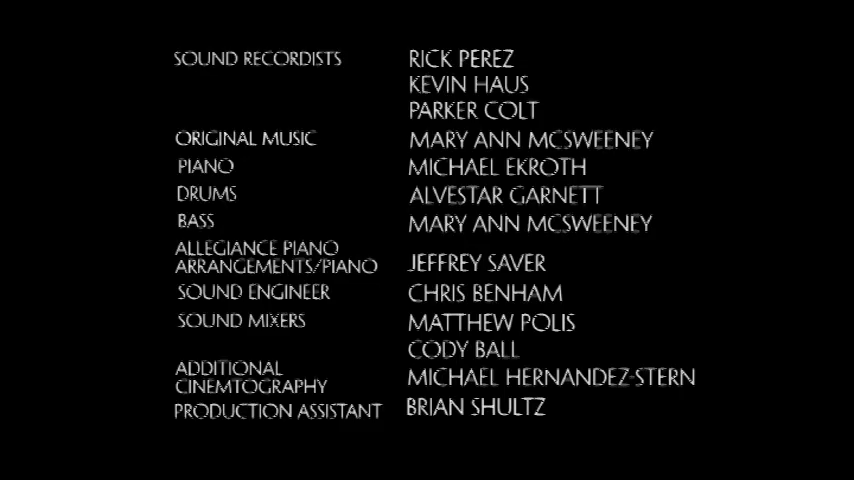 SOUND RECORDISTS RICK PEREZ
KEVIN HAUS
PARKER COLT
ORIGINAL MUSIC MARY ANN MCSWEENEY
PIANO MICHAEL EKROTH
DRUMS ALVESTAR GARNETT
BASS MARY ANN MCSWEENEY
ALLEGIANCE PIANO
ARRANGEMENTS/PIANO JEFFREY SAVER
SOUND ENGINEER CHRIS BENHAM
SOUND MIXERS MATTHEW POLIS
CODY BALL
ADDITIONAL
CINEMTOGRAPHY MICHAEL HERNANDEZ-STERN
PRODUCTION ASSISTANT BRIAN SHULTZ